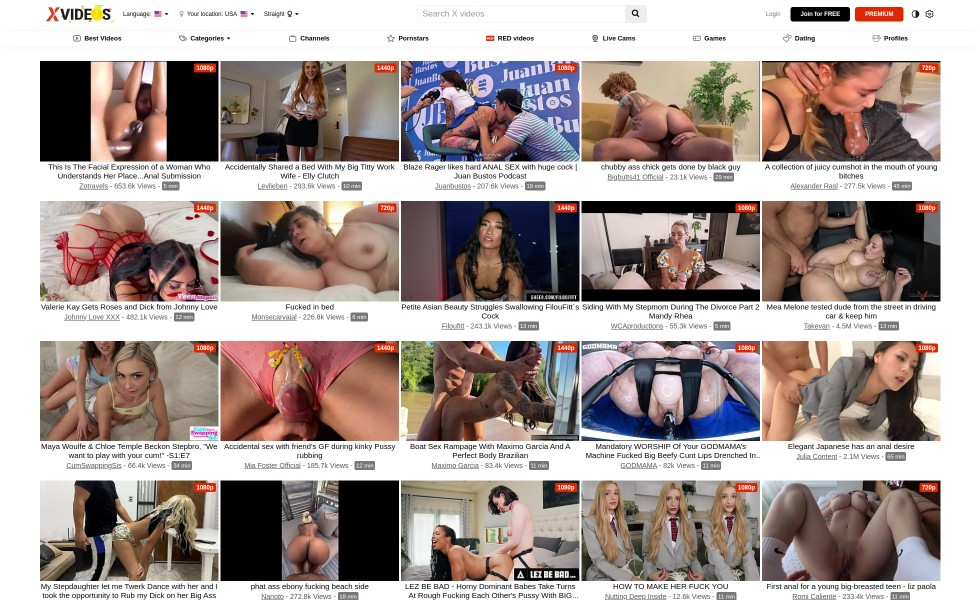 XVIDEOS
Language:
Your location: USA
Straight
Search X videos
Login
Join for FREE
PREMIUM
Best Videos
Categories
Channels
Pornstars
RED videos
Live Cams
Games
Dating
Profiles
1080p
This Is The Facial Expression of a Woman Who
Understands Her Place.. Anal Submission
Zotravels - 653.6k Views - 5 min
1440p
Accidentally Shared a Bed With My Big Titty Work
Wife - Elly Clutch
Levlieben - 293.6k Views - 10 min
1080p
Juanbustos
Blaze Rager likes hard ANAL SEX with huge cock |
Juan Bustos Podcast
Juanbustos - 207.6k Views - 19 min
chubby ass chick gets done by black guy
Bigbutts41 Official - 23.1k Views - 29 min
720p
A collection of juicy cumshot in the mouth of young
bitches
Alexander Rasl - 277.5k Views - 45 min
1440p
Valerie Kay Gets Roses and Dick from Johnny Love
Johnny Love XXX - 482.1k Views - 12 min
720p
Fucked in bed
Monsecarvajal - 226.8k Views - 6 min
1440p
Petite Asian Beauty Struggles Swallowing FilouFitt´s
Cock
Filoufitt - 243.1k Views - 13 min
1080p
Siding With My Stepmom During The Divorce Part 2
Mandy Rhea
WCAproductions - 55.3k Views - 5 min
1080p
Mea Melone tested dude from the street in driving
car & keep him
Takevan - 4.5M Views - 13 min
1080p
Maya Woulfe & Chloe Temple Beckon Stepbro, "We
want to play with your cum!" -S1:E7
CumSwappingSis - 66.4k Views - 34 min
1440p
Accidental sex with friend's GF during kinky Pussy
rubbing
Mia Foster Official - 185.7k Views - 12 min
1440p
Boat Sex Rampage With Maximo Garcia And A
Perfect Body Brazilian
Maximo Garcia - 83.4k Views - 11 min
GODMAMA
1080p
Mandatory WORSHIP Of Your GODMAMA's
Machine Fucked Big Beefy Cunt Lips Drenched In..
GODMAMA - 82k Views - 11 min
1080p
Elegant Japanese has an anal desire
Julia Content - 2.1M Views - 65 min
1080p
My Stepdaughter let me Twerk Dance with her and I
took the opportunity to Rub my Dick on her Big Ass
phat ass ebony fucking beach side
Nanoto - 272.8k Views - 18 min
1080p
LEZ BE BAD
LEZ BE BAD - Horny Dominant Babes Take Turns
At Rough Fucking Each Other's Pussy With BIG...
1080p
HOW TO MAKE HER FUCK YOU
Nutting Deep Inside - 12.6k Views - 11 min
720p
First anal for a young big-breasted teen - liz paola
Romi Caliente - 233.4k Views - 11 min